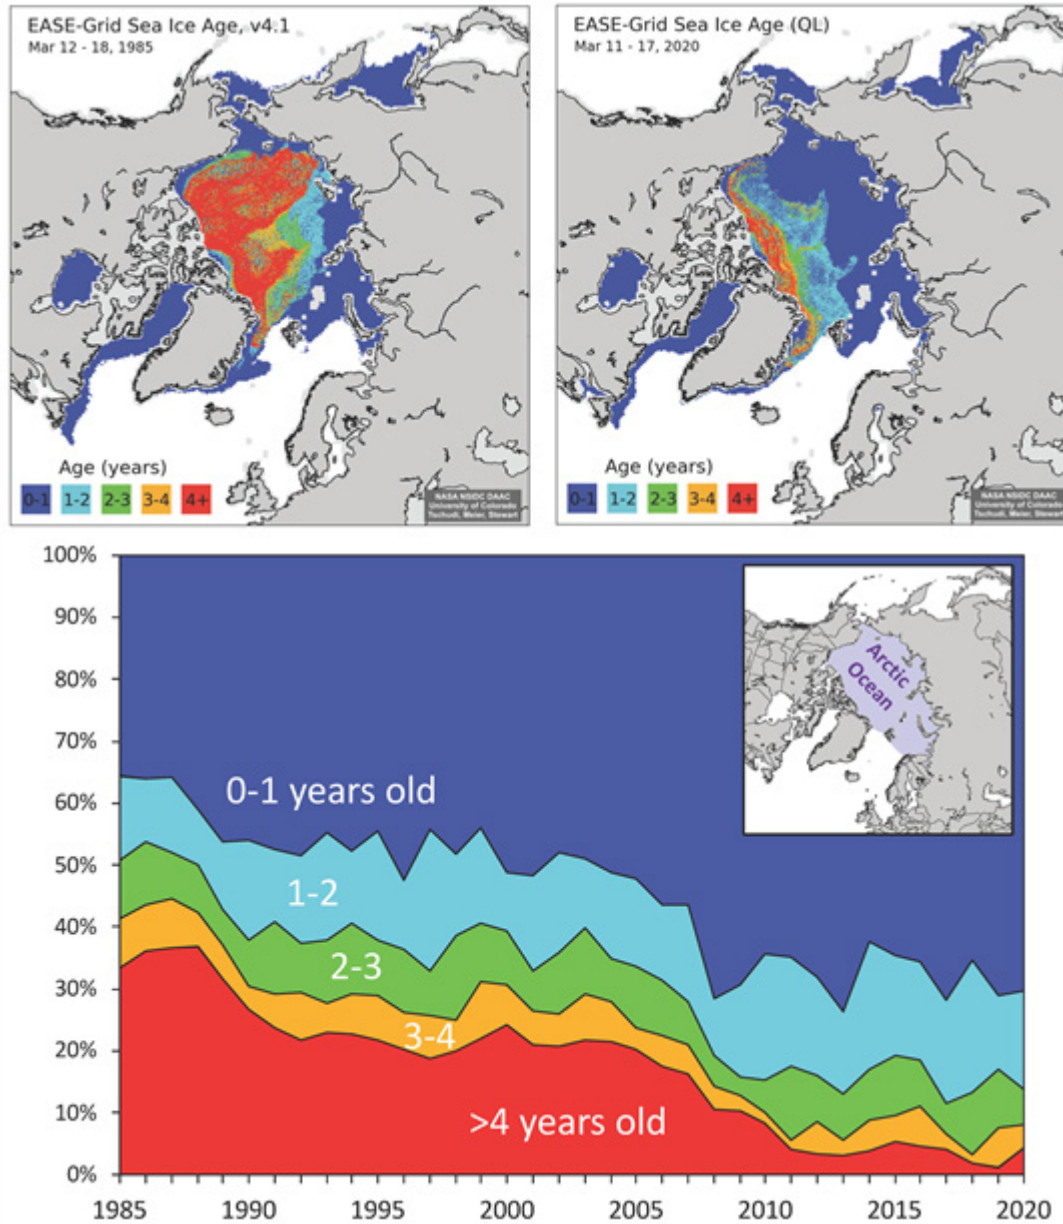 EASE-Grid Sea Ice Age, v4.1
Mar 12 - 18, 1985
Age (years)
0-1 1-2 2-3 3-4 4+
NASA NSIDC DAAC
University of Colorado
Tschudi, Meier, Stewart
EASE-Grid Sea Ice Age (QL)
Mar 11 - 17, 2020
Age (years)
0-1 1-2 2-3 3-4 4+
NASA NSIDC DAAC
University of Colorado
Tschudi, Meier, Stewart
100%
90%
80%
70%
60%
50%
40%
30%
20%
10%
0%
Arctic
Ocean
0-1 years old
1-2
2-3
3-4
>4 years old
1985 1990 1995 2000 2005 2010 2015 2020